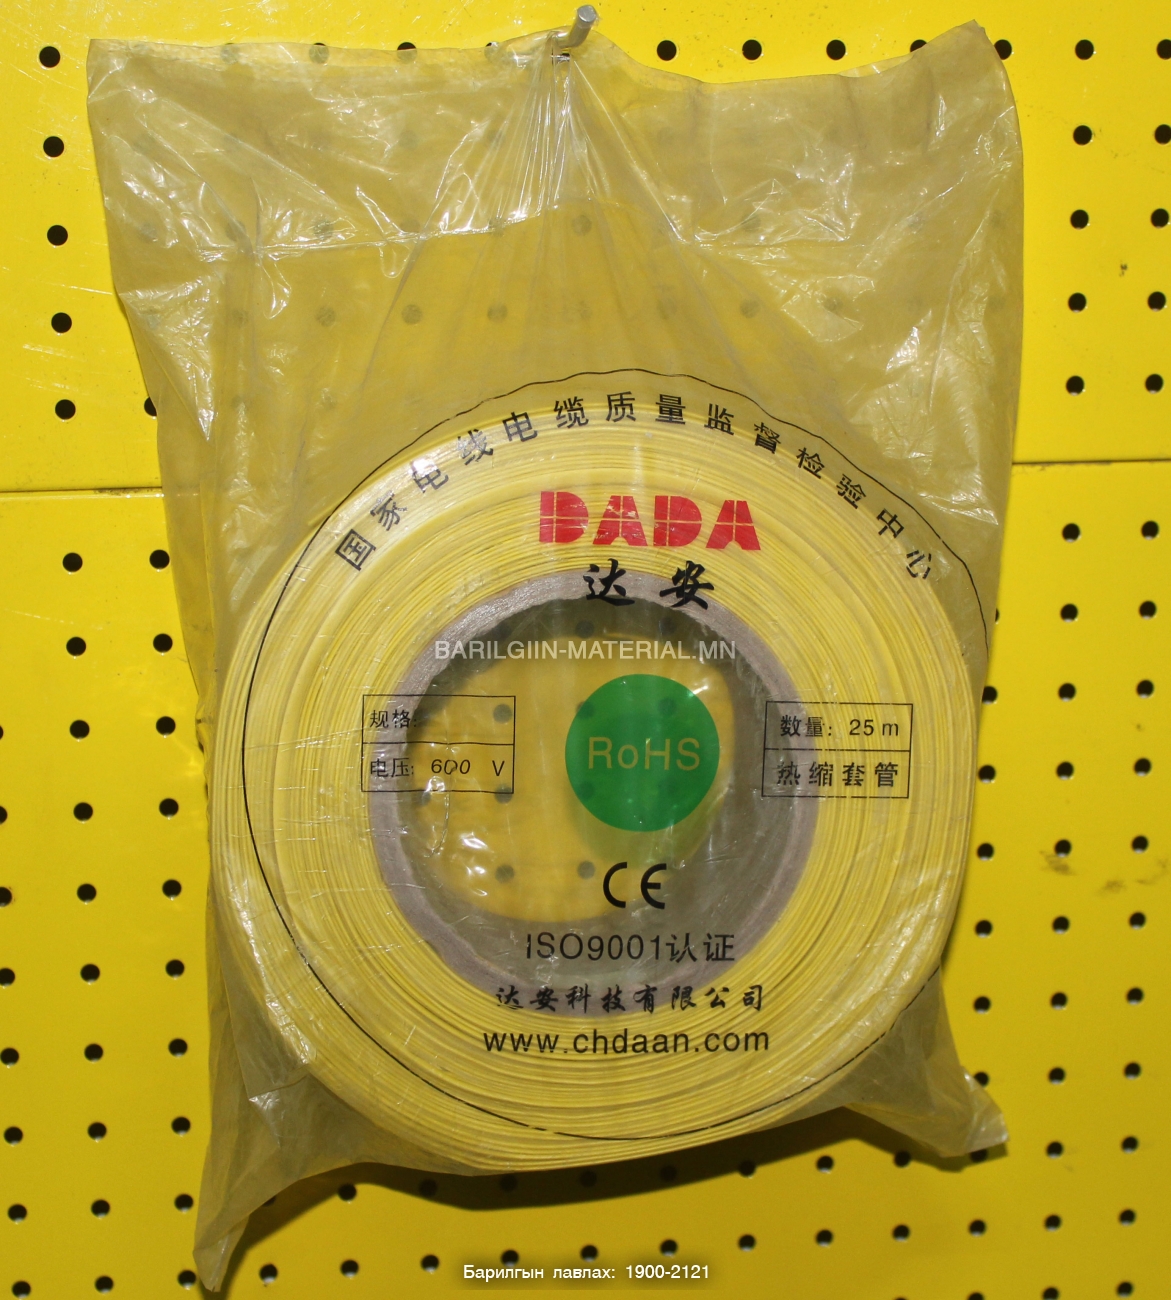 国家电线电缆质量监督检验中心
DADA
达安
BARILGIIN-MATERIAL.MN
规格:
电压: 600 V
RoHS
数量: 25m
热缩套管
CE
ISO9001认证
达安科技有限公司
www.chdaan.com
Барилгын лавлах: 1900-2121